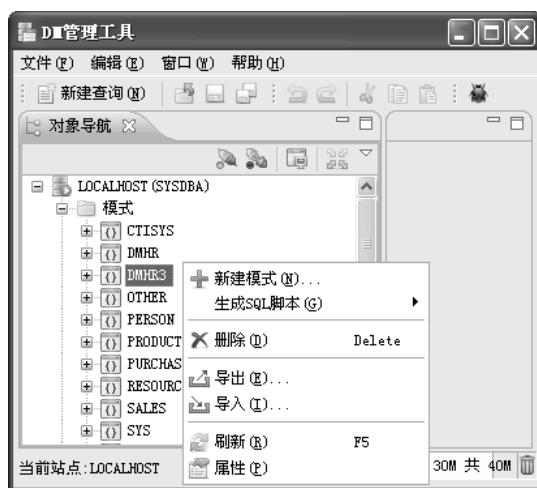 DM管理工具
文件(F) 编辑(E) 窗口(W) 帮助(H)
新建查询(N)
对象导航
LOCALHOST(SYSDBA)
模式
CTISYS
DMHR
DMHR3
OTHER
PERSON
PRODUCT
PURCHAS
RESOURC
SALES
SYS
新建模式(N)...
生成SQL脚本(G)
删除(D) Delete
导出(E)...
导入(I)...
刷新(R) F5
属性(P)
当前站点:LOCALHOST
30M 共 40M